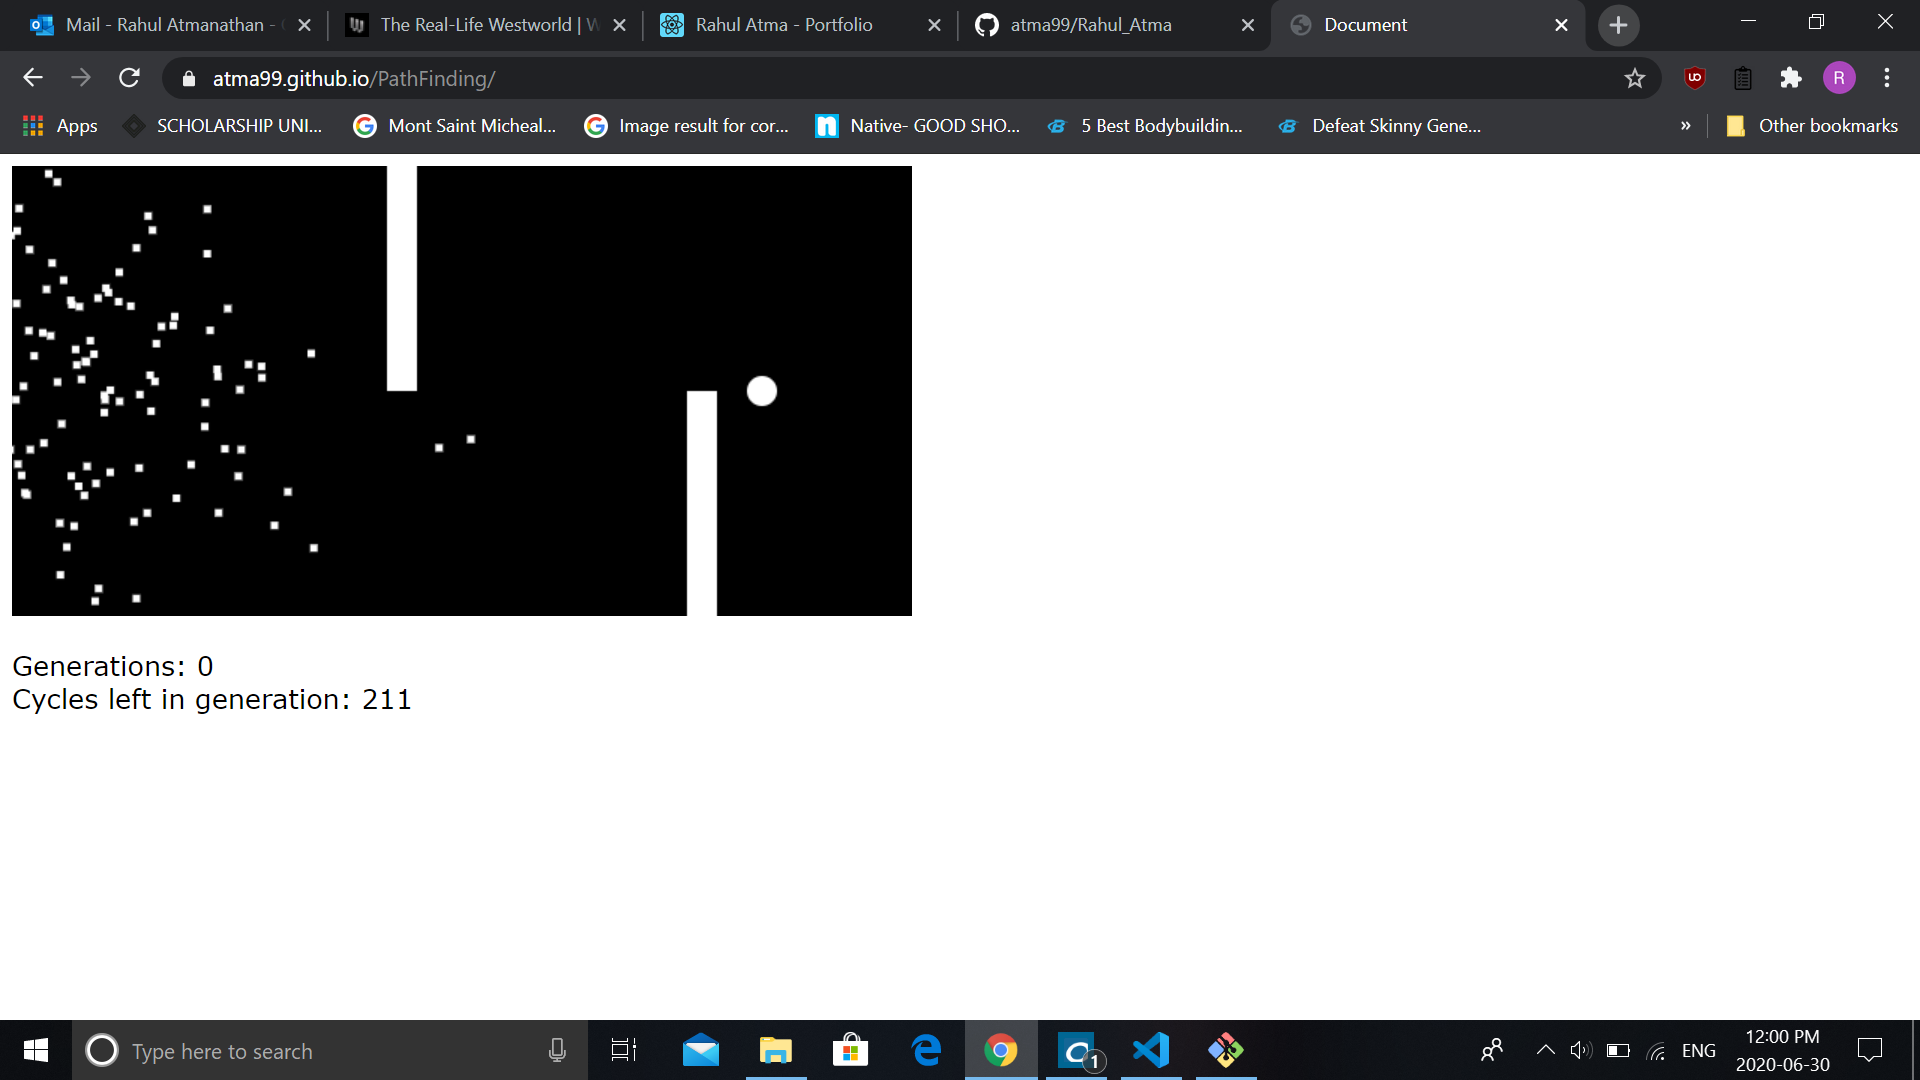 Mail - Rahul Atmanathan -
The Real-Life Westworld | W
Rahul Atma - Portfolio
atma99/Rahul_Atma
Document
atma99.github.io/PathFinding/
R
Apps
SCHOLARSHIP UNI...
Mont Saint Micheal...
Image result for cor...
Native- GOOD SHO...
5 Best Bodybuildin...
Defeat Skinny Gene...
»
Other bookmarks
Generations: 0
Cycles left in generation: 211
Type here to search
1
ENG
12:00 PM
2020-06-30